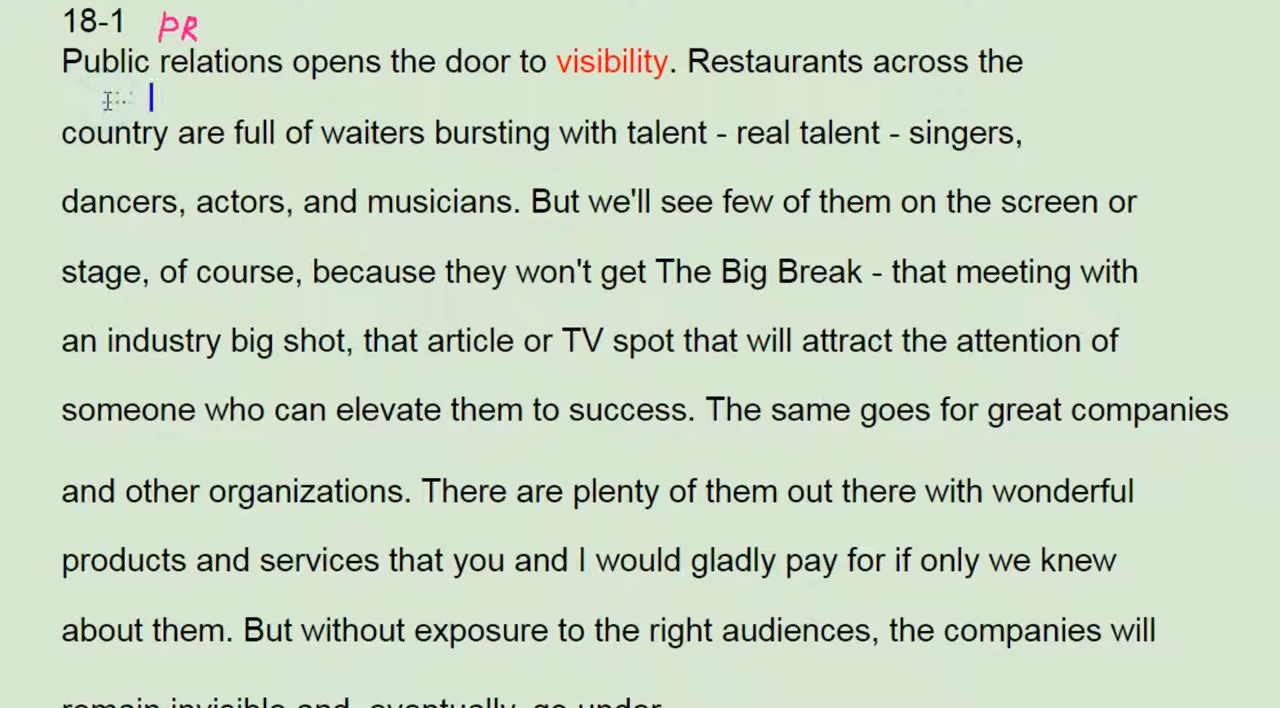 18-1 PR
Public relations opens the door to visibility. Restaurants across the
country are full of waiters bursting with talent - real talent - singers,
dancers, actors, and musicians. But we'll see few of them on the screen or
stage, of course, because they won't get The Big Break - that meeting with
an industry big shot, that article or TV spot that will attract the attention of
someone who can elevate them to success. The same goes for great companies
and other organizations. There are plenty of them out there with wonderful
products and services that you and I would gladly pay for if only we knew
about them. But without exposure to the right audiences, the companies will
remain invisible and, eventually, go under.